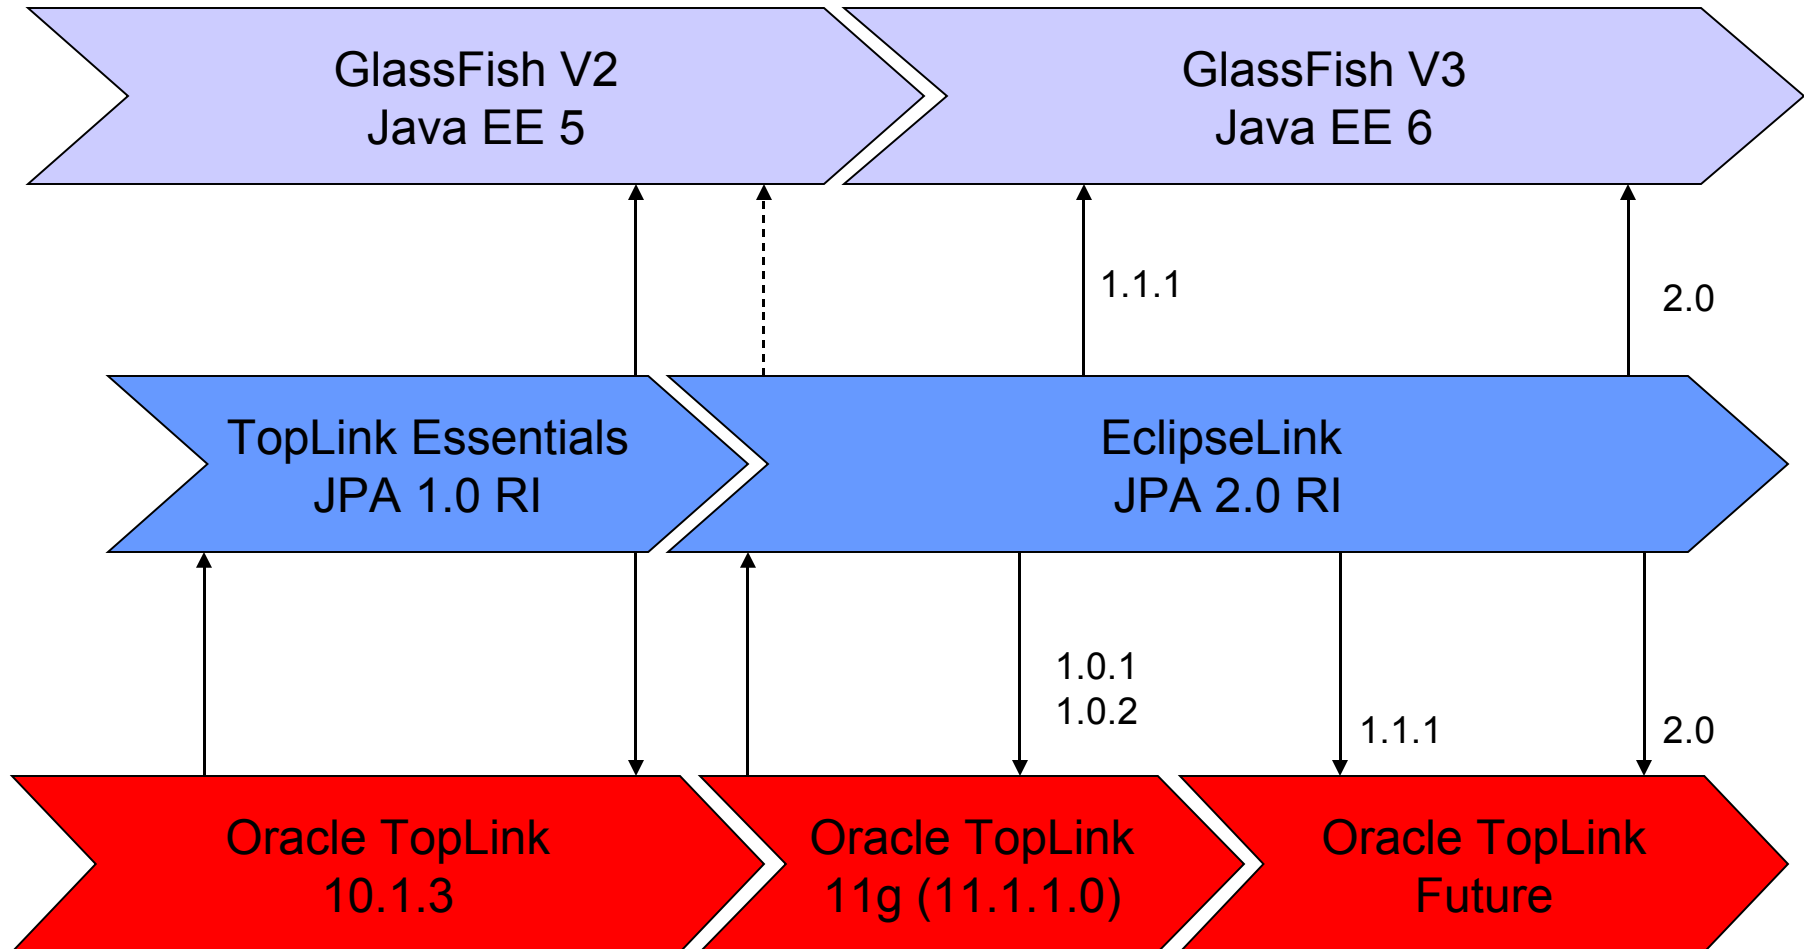 GlassFish V2
Java EE 5
GlassFish V3
Java EE 6
1.1.1
2.0
TopLink Essentials
JPA 1.0 RI
EclipseLink
JPA 2.0 RI
1.0.1
1.0.2
1.1.1
2.0
Oracle TopLink
10.1.3
Oracle TopLink
11g (11.1.1.0)
Oracle TopLink
Future